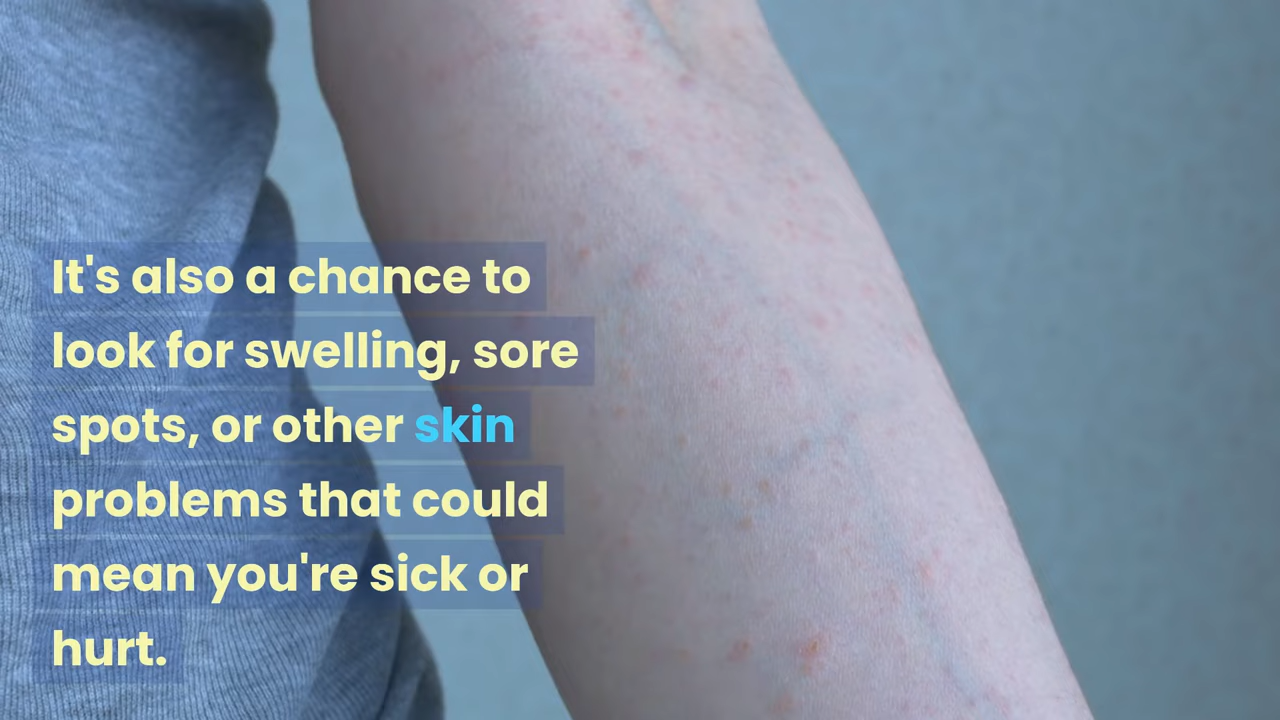 It's also a chance to
look for swelling, sore
spots, or other skin
problems that could
mean you're sick or
hurt.